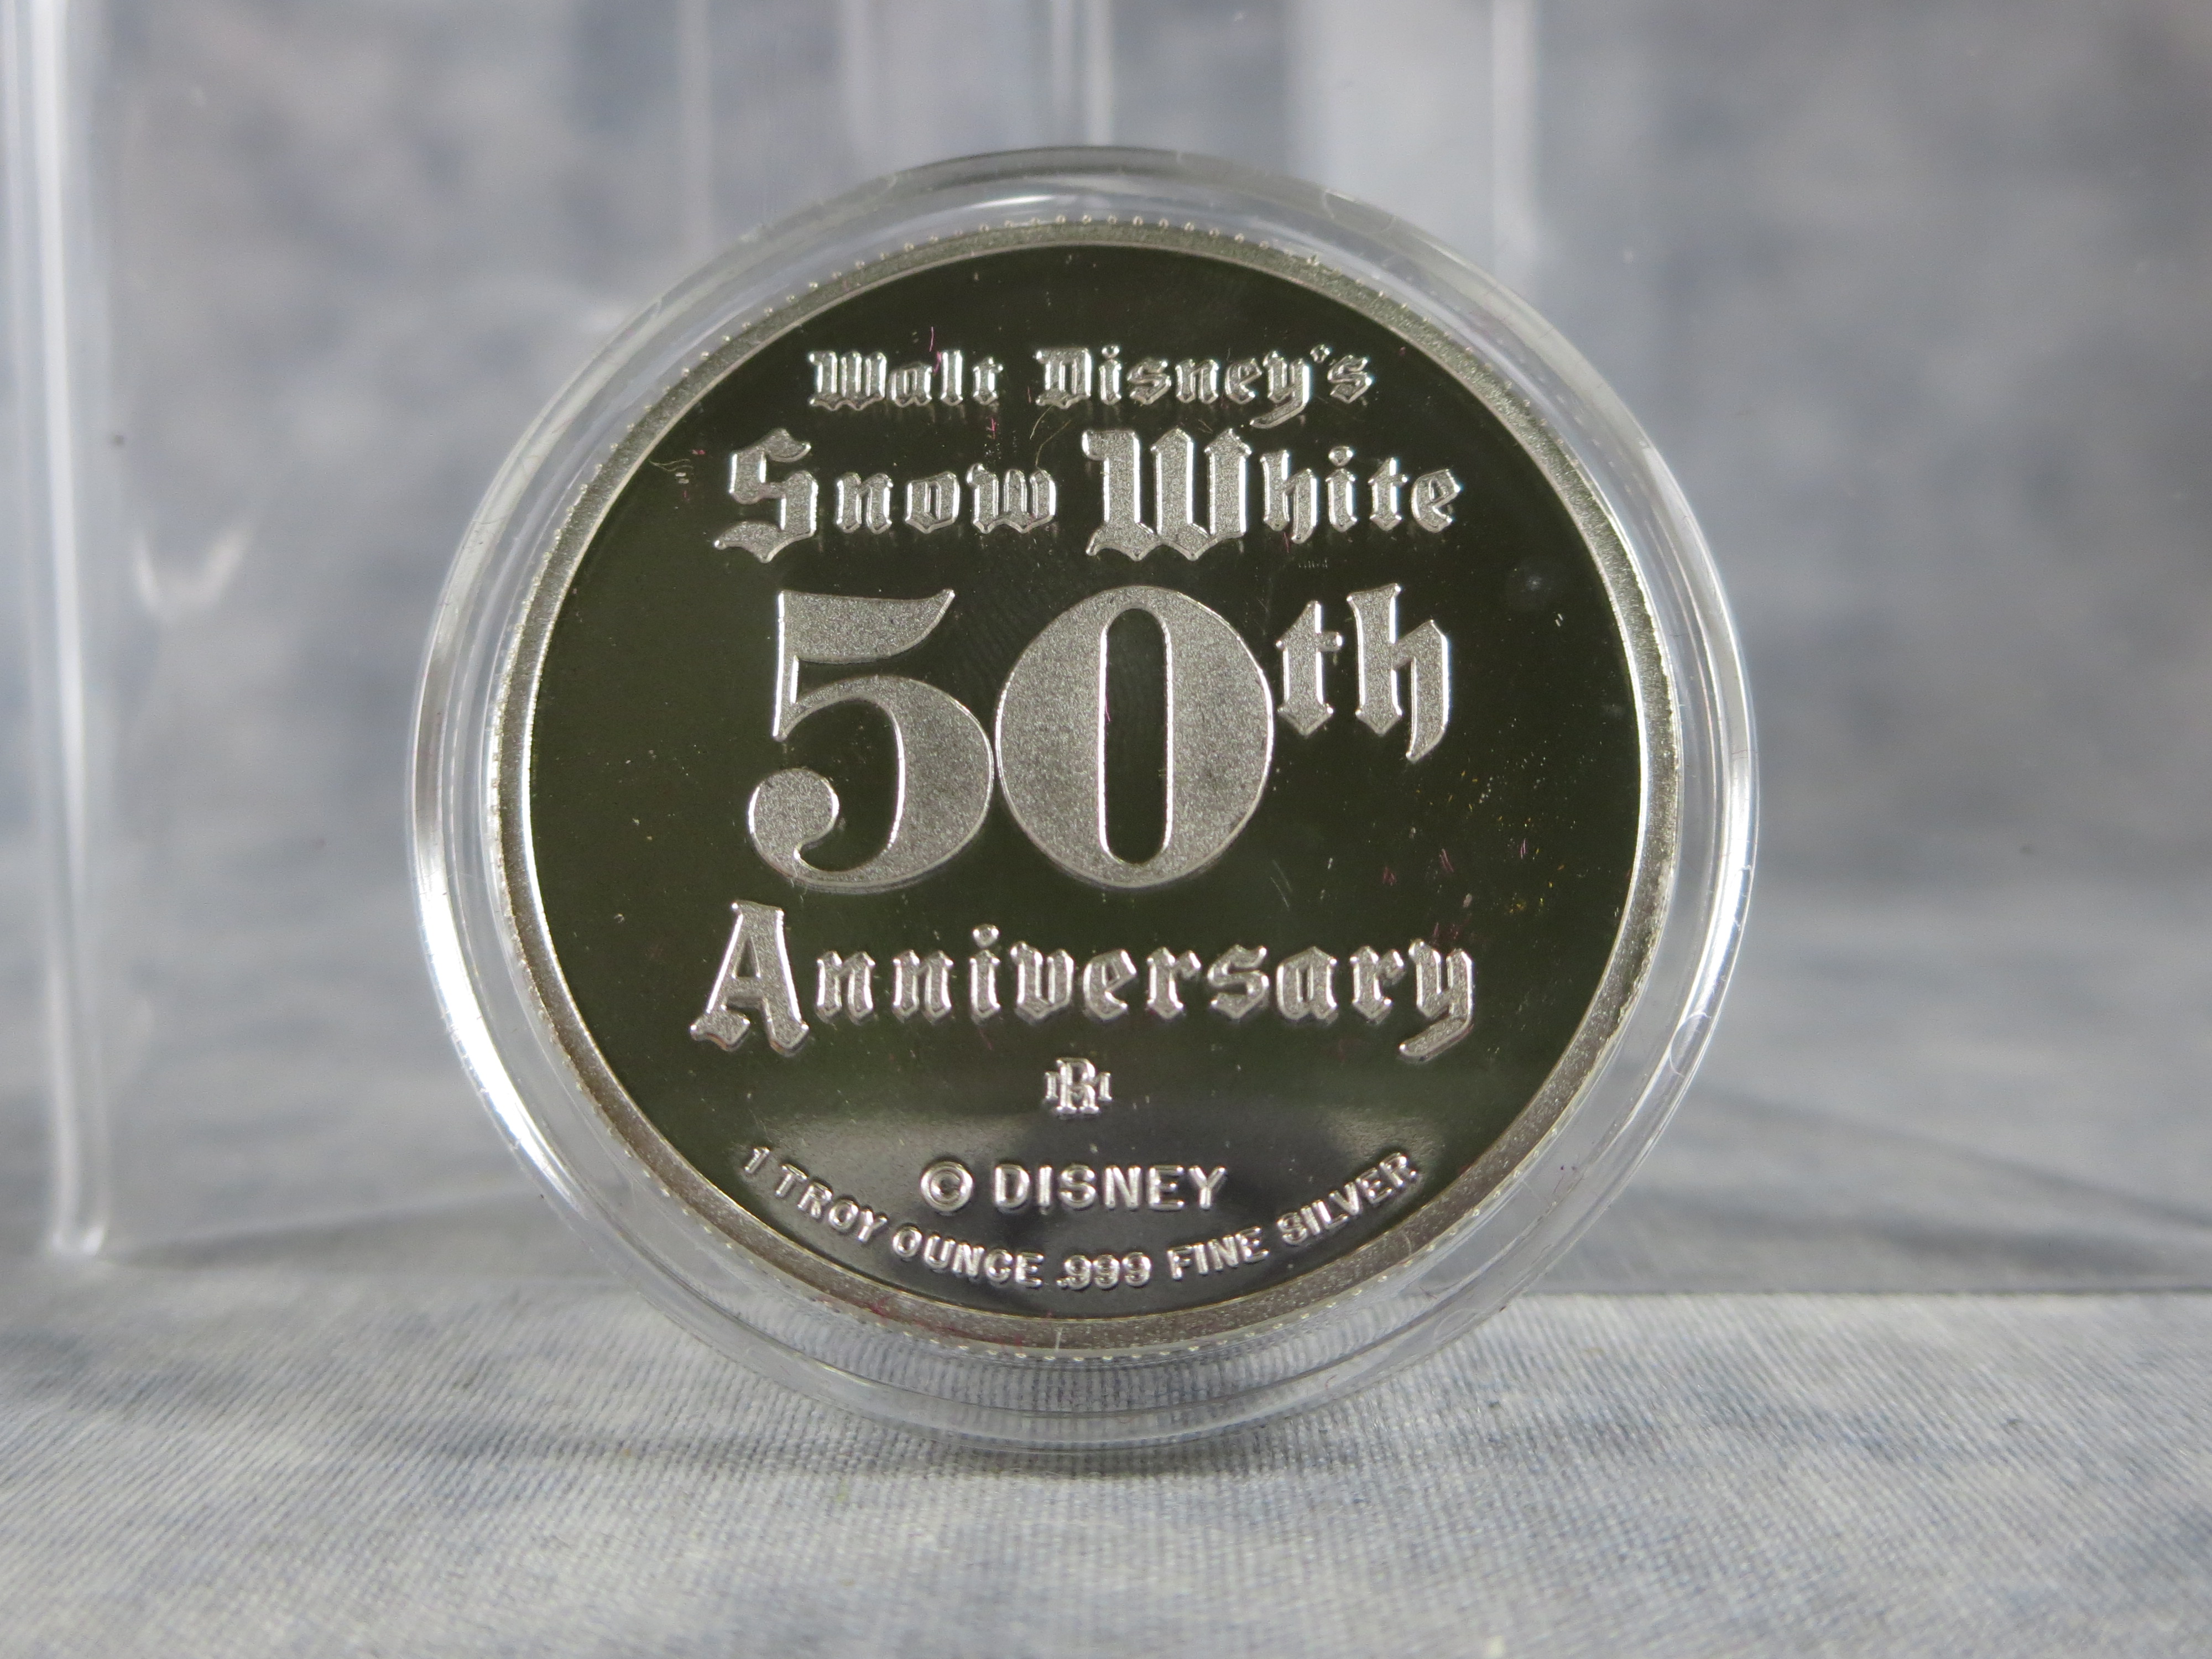 Walt Disney's
Snow White
50th
Anniversary
© DISNEY
1 TROY OUNCE .999 FINE SILVER